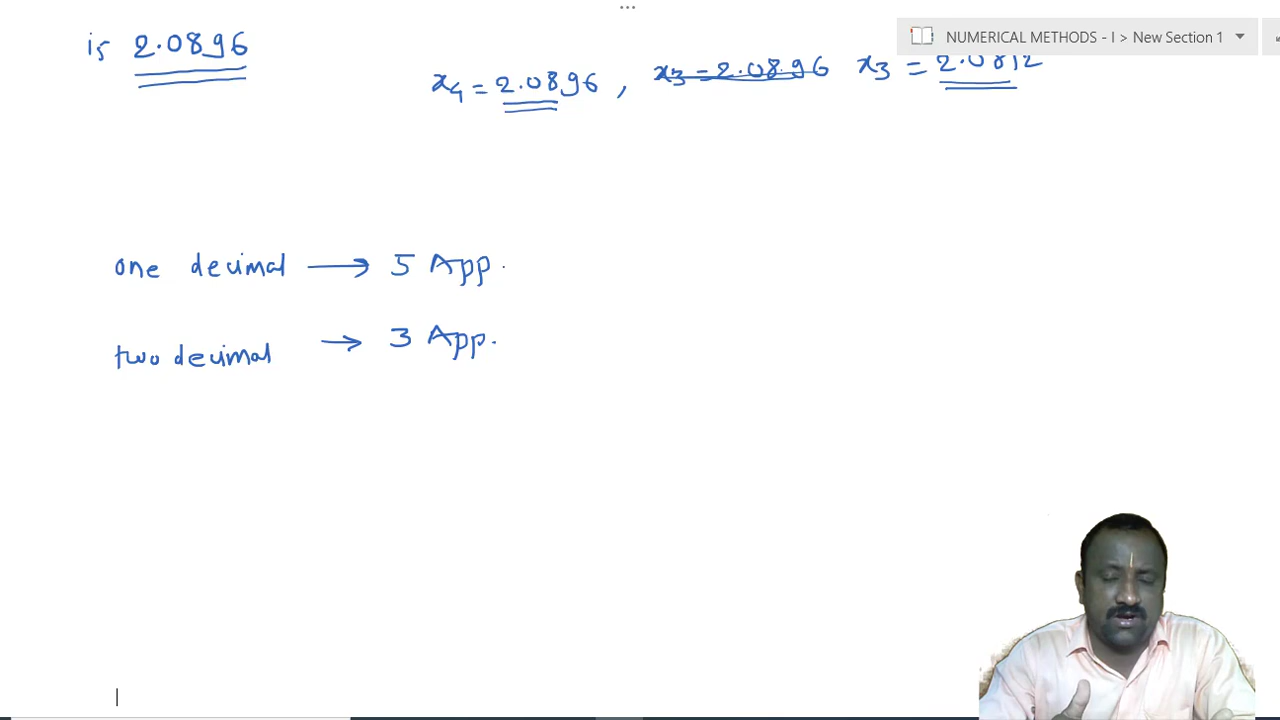 is 2.0896
NUMERICAL METHODS - I > New Section 1
x4 = 2.0896 , x3 = 2.0896 x3 = 2.0812
one decimal → 5 App.
two decimal → 3 App.